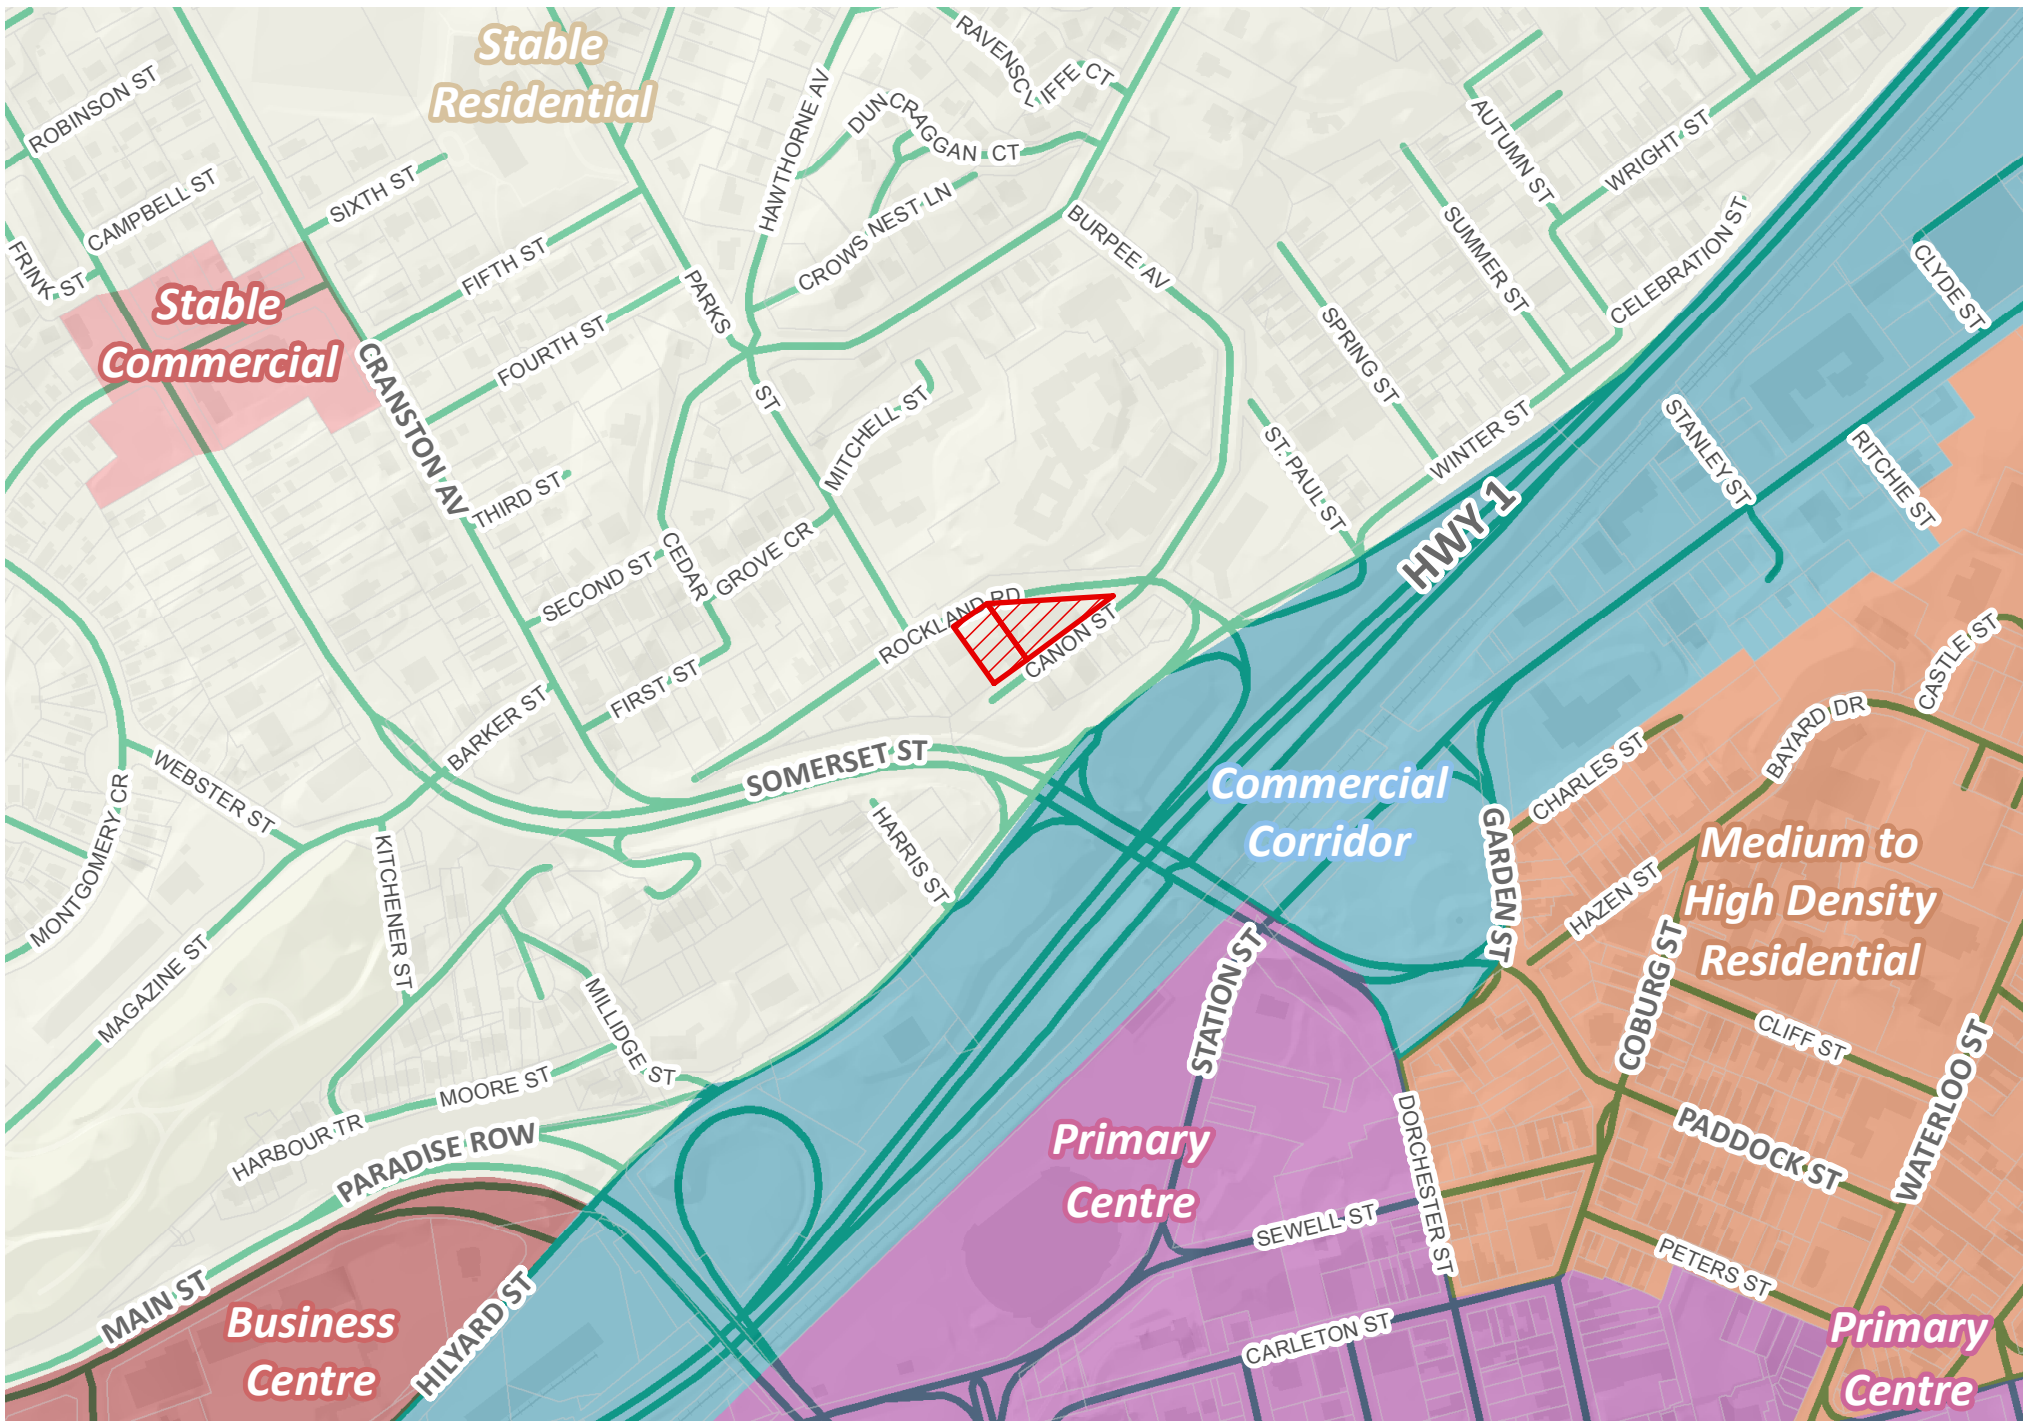 Stable
Residential
RAVENSCLIFFE CT
ROBINSON ST
HAWTHORNE AV
DUNCRAGGAN CT
AUTUMN ST
WRIGHT ST
CAMPBELL ST
SIXTH ST
CROWS NEST LN
BURPEE AV
SUMMER ST
CELEBRATION ST
FRINK ST
FIFTH ST
CLYDE ST
Stable
Commercial
PARKS ST
FOURTH ST
SPRING ST
CRANSTON AV
MITCHELL ST
ST. PAUL ST
WINTER ST
STANLEY ST
RITCHIE ST
THIRD ST
HWY 1
SECOND ST
CEDAR GROVE CR
ROCKLAND RD
CANON ST
CASTLE ST
FIRST ST
BARKER ST
BAYARD DR
WEBSTER ST
SOMERSET ST
CHARLES ST
Commercial
Corridor
MONTGOMERY CR
HARRIS ST
GARDEN ST
Medium to
High Density
Residential
KITCHENER ST
HAZEN ST
MAGAZINE ST
STATION ST
COBURG ST
MILLIDGE ST
CLIFF ST
WATERLOO ST
MOORE ST
HARBOUR TR
PARADISE ROW
Primary
Centre
DORCHESTER ST
PADDOCK ST
SEWELL ST
PETERS ST
MAIN ST
HILYARD ST
Business
Centre
CARLETON ST
Primary
Centre